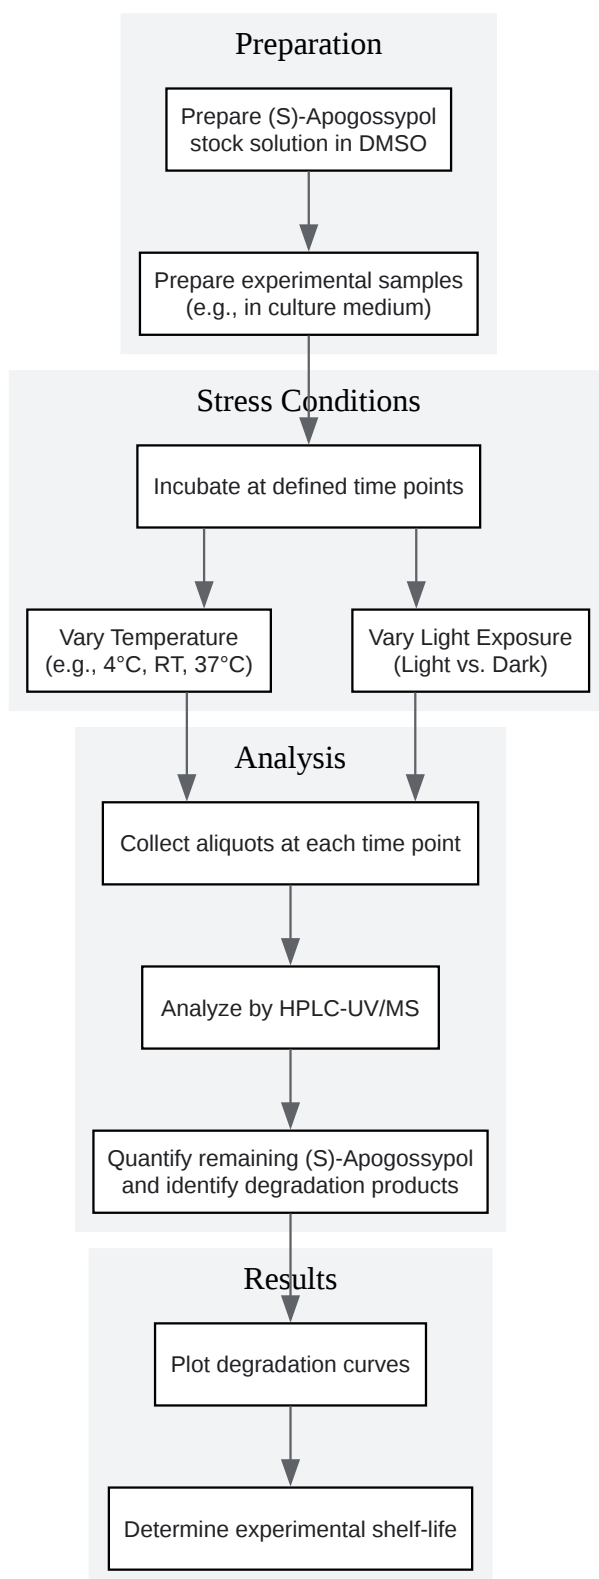 Preparation
Prepare (S)-Apogossypol
stock solution in DMSO
Prepare experimental samples
(e.g., in culture medium)
Stress Conditions
Incubate at defined time points
Vary Temperature
(e.g., 4°C, RT, 37°C)
Vary Light Exposure
(Light vs. Dark)
Analysis
Collect aliquots at each time point
Analyze by HPLC-UV/MS
Quantify remaining (S)-Apogossypol
and identify degradation products
Results
Plot degradation curves
Determine experimental shelf-life